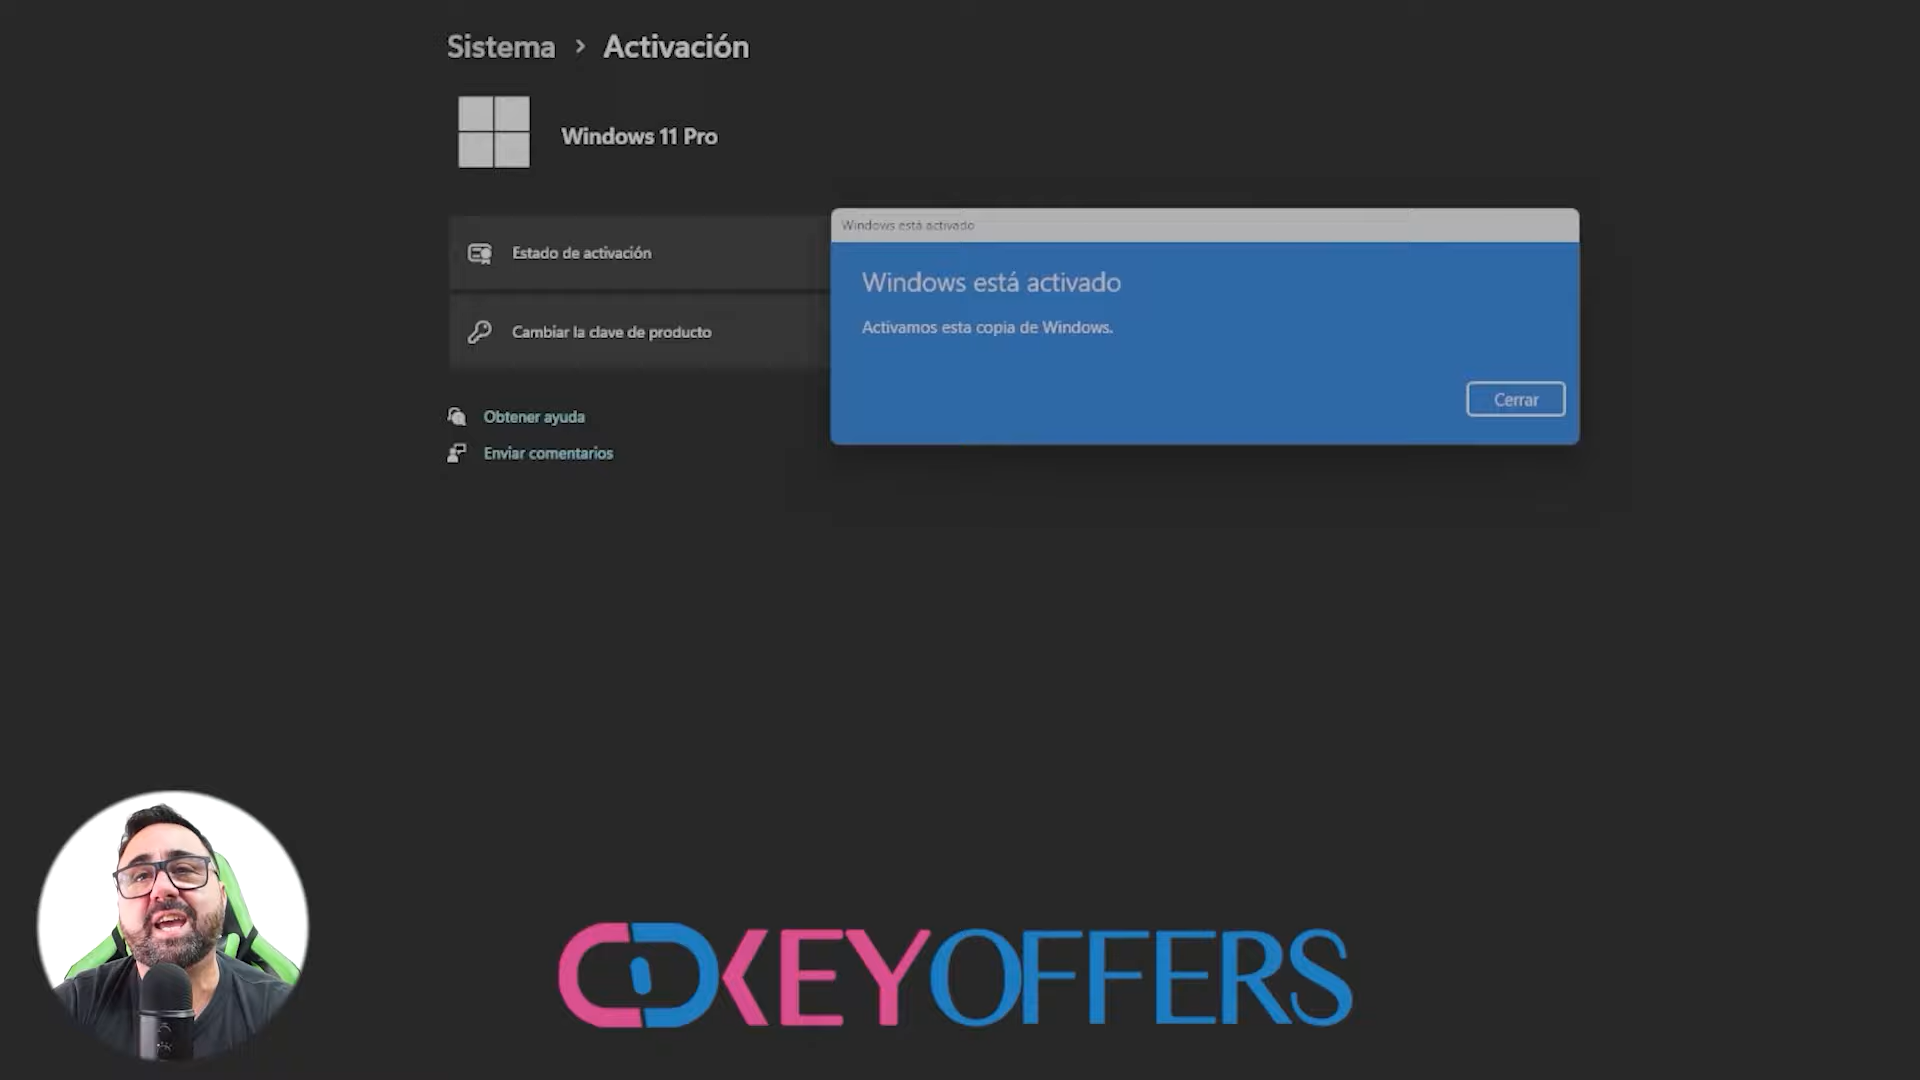 Sistema > Activación
Windows 11 Pro
Estado de activación
Cambiar la clave de producto
Obtener ayuda
Enviar comentarios
Windows está activado
Windows está activado
Activamos esta copia de Windows.
Cerrar
CDKEYOFFERS